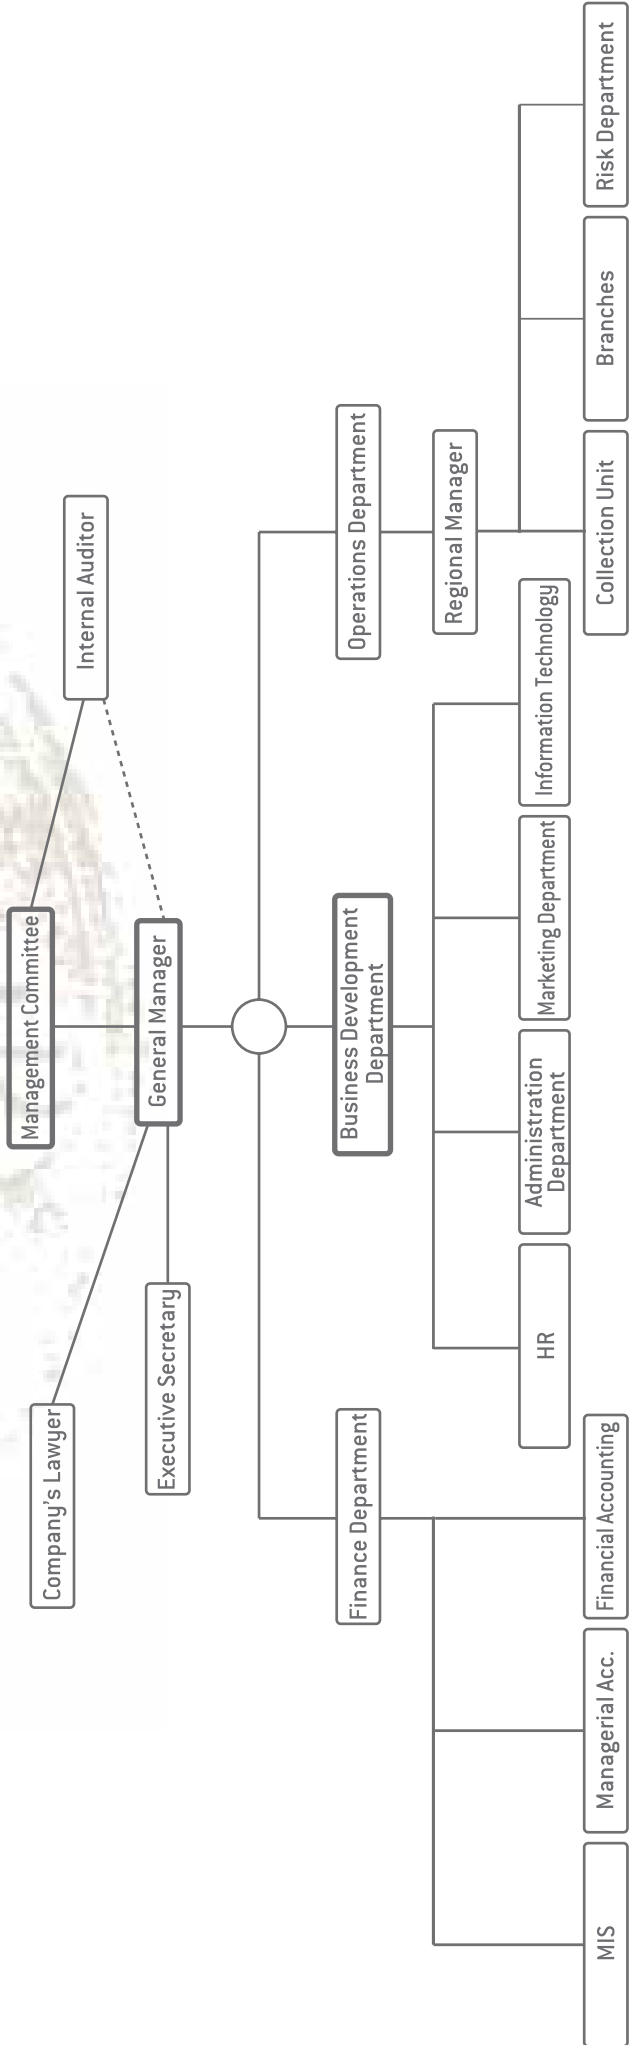 Management Committee
Internal Auditor
Company's Lawyer
General Manager
Executive Secretary
Finance Department
Business Development
Department
Operations Department
Regional Manager
HR
Administration
Department
Marketing Department
Information Technology
MIS
Managerial Acc.
Financial Accounting
Collection Unit
Branches
Risk Department